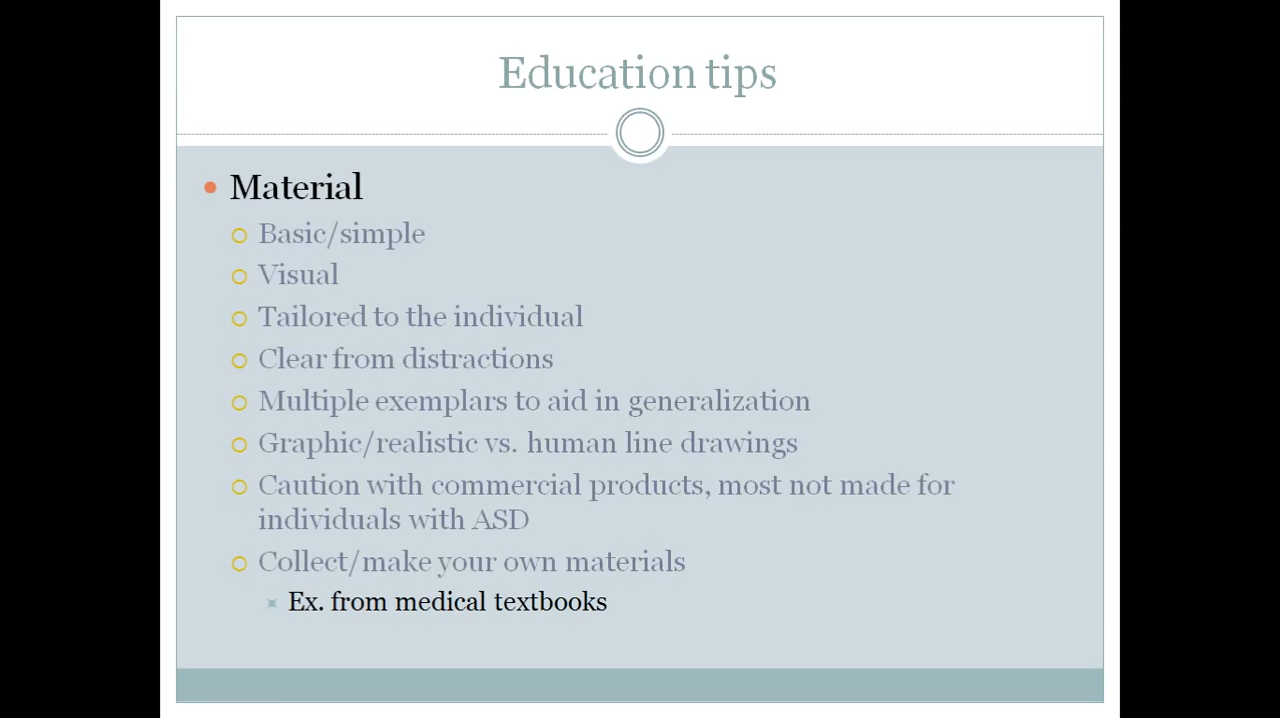 Education tips
Material
Basic/simple
Visual
Tailored to the individual
Clear from distractions
Multiple exemplars to aid in generalization
Graphic/realistic vs. human line drawings
Caution with commercial products, most not made for
individuals with ASD
Collect/make your own materials
Ex. from medical textbooks